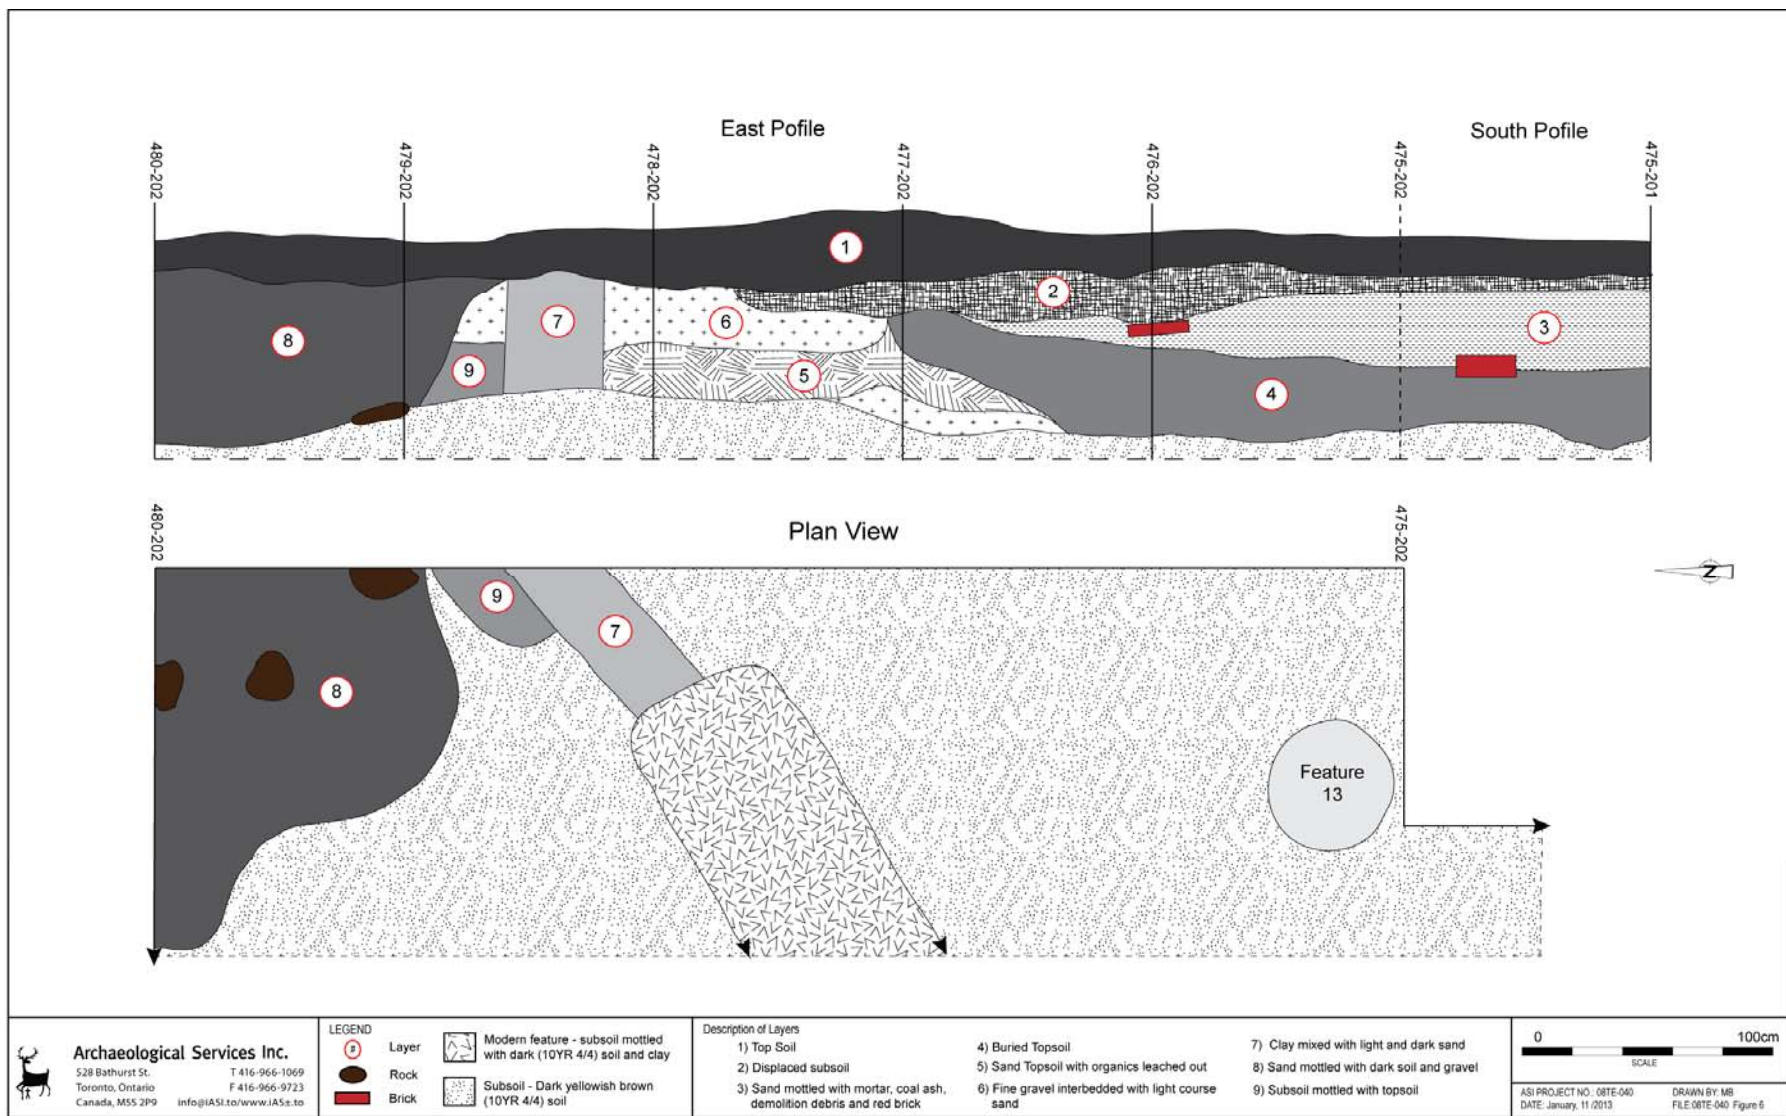 East Pofile
South Pofile
480-202
479-202
478-202
477-202
476-202
475-202
475-201
1
2
3
4
5
6
7
8
9
480-202
Plan View
475-202
N
9
7
8
Feature
13
Archaeological Services Inc.
528 Bathurst St.
Toronto, Ontario
Canada, M5S 2P9
T 416-966-1069
F 416-966-9723
LEGEND
# Layer
Rock
Brick
Modern feature - subsoil mottled
with dark (10YR 4/4) soil and clay
Subsoil - Dark yellowish brown
(10YR 4/4) soil
Description of Layers
1) Top Soil
2) Displaced subsoil
3) Sand mottled with mortar, coal ash,
demolition debris and red brick
4) Buried Topsoil
5) Sand Topsoil with organics leached out
6) Fine gravel interbedded with light course
sand
7) Clay mixed with light and dark sand
8) Sand mottled with dark soil and gravel
9) Subsoil mottled with topsoil
0 100cm
SCALE
ASI PROJECT NO.: 08TE-040
DATE: January, 11 /2013
DRAWN BY: MB
FILE:08TE-040 Figure 6